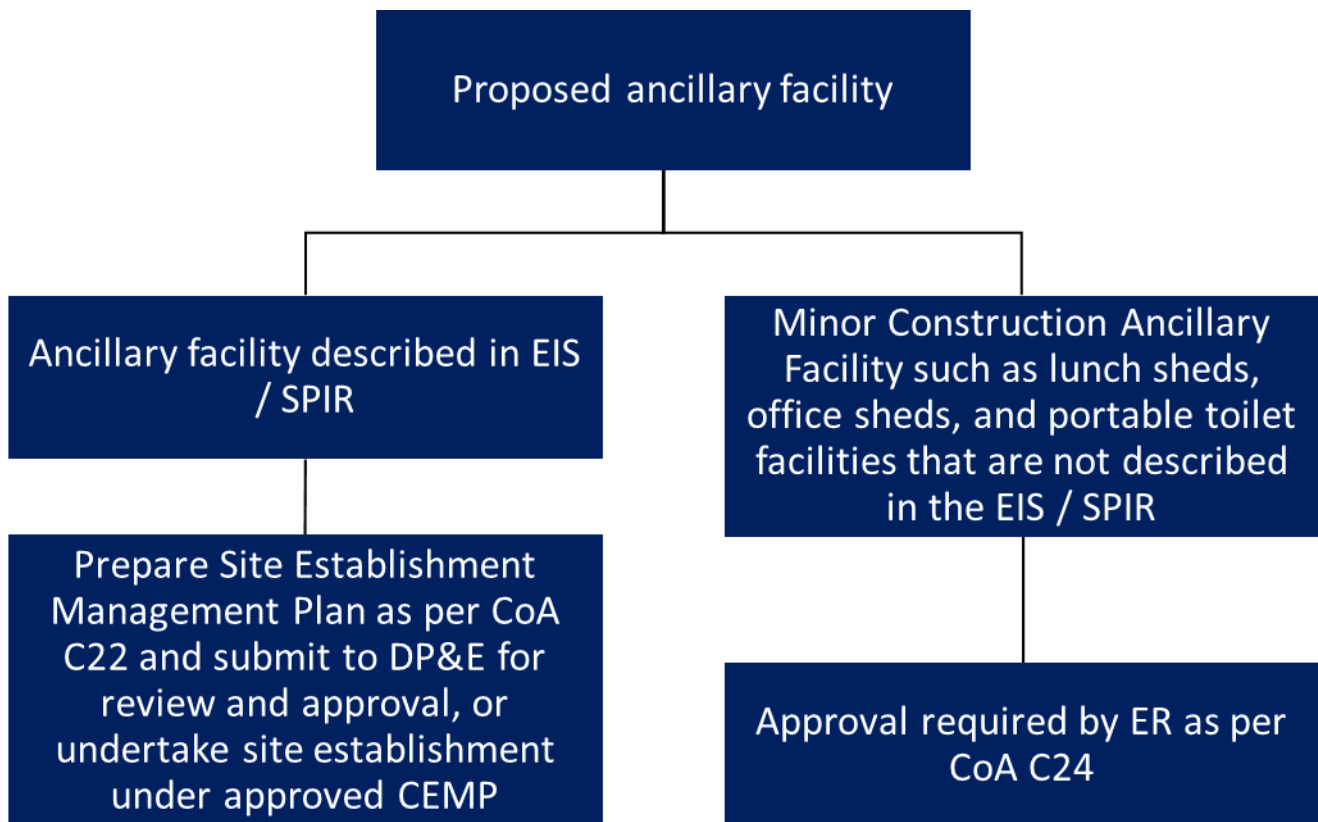 Proposed ancillary facility
Ancillary facility described in EIS
/ SPIR
Prepare Site Establishment
Management Plan as per CoA
C22 and submit to DP&E for
review and approval, or
undertake site establishment
under approved CEMP
Minor Construction Ancillary
Facility such as lunch sheds,
office sheds, and portable toilet
facilities that are not described
in the EIS / SPIR
Approval required by ER as per
CoA C24